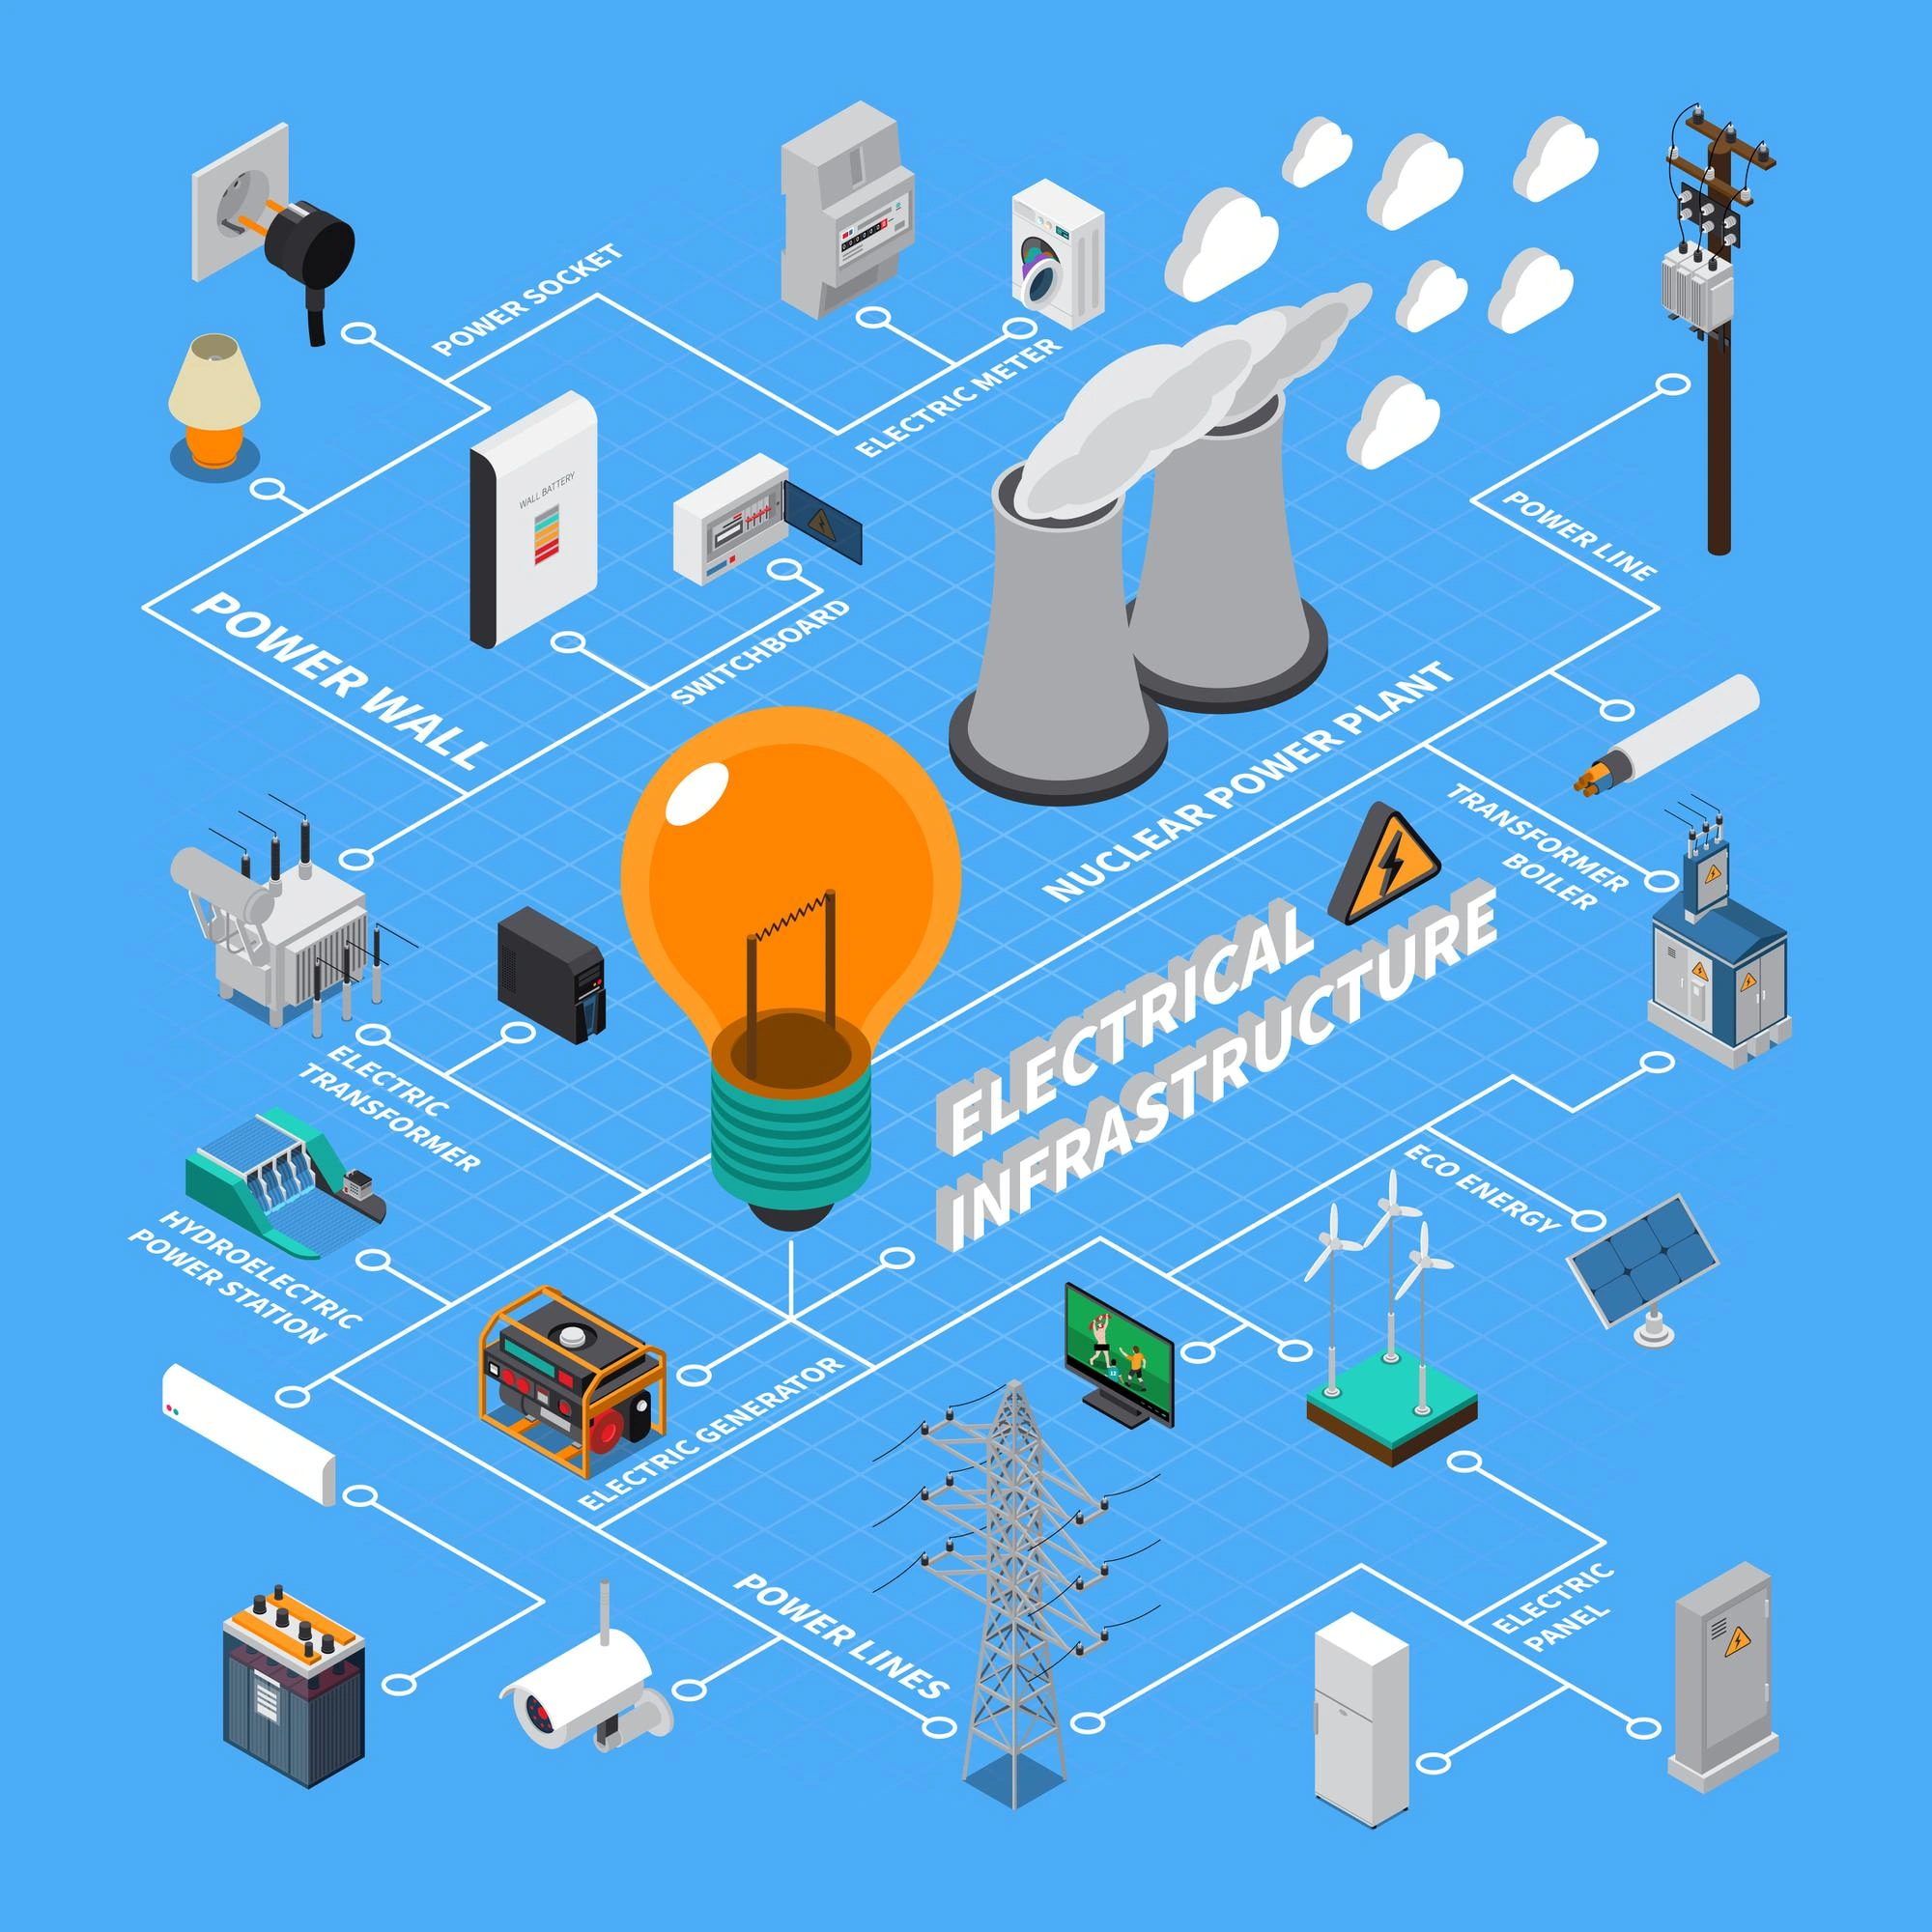 POWER SOCKET
ELECTRIC METER
POWER LINE
WALL BATTERY
SWITCHBOARD
POWER WALL
NUCLEAR POWER PLANT
TRANSFORMER
BOILER
ELECTRICAL
INFRASTRUCTURE
ELECTRIC
TRANSFORMER
ECO ENERGY
HYDROELECTRIC
POWER STATION
ELECTRIC GENERATOR
POWER LINES
ELECTRIC
PANEL